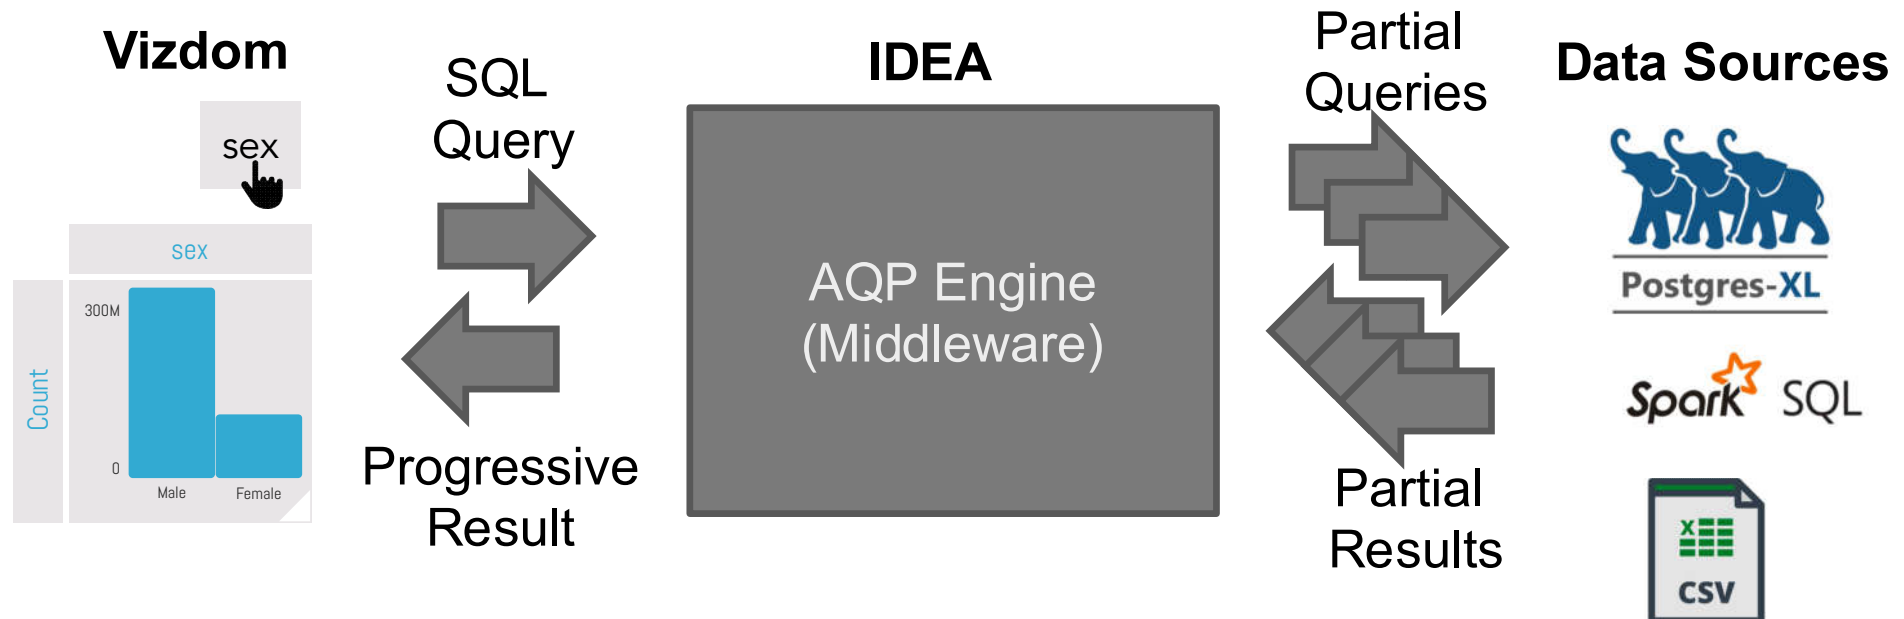 Vizdom
sex
sex
Count
300M
0
Male
Female
SQL
Query
Progressive
Result
IDEA
AQP Engine
(Middleware)
Partial
Queries
Partial
Results
Data Sources
Postgres-XL
Spark SQL
X
CSV